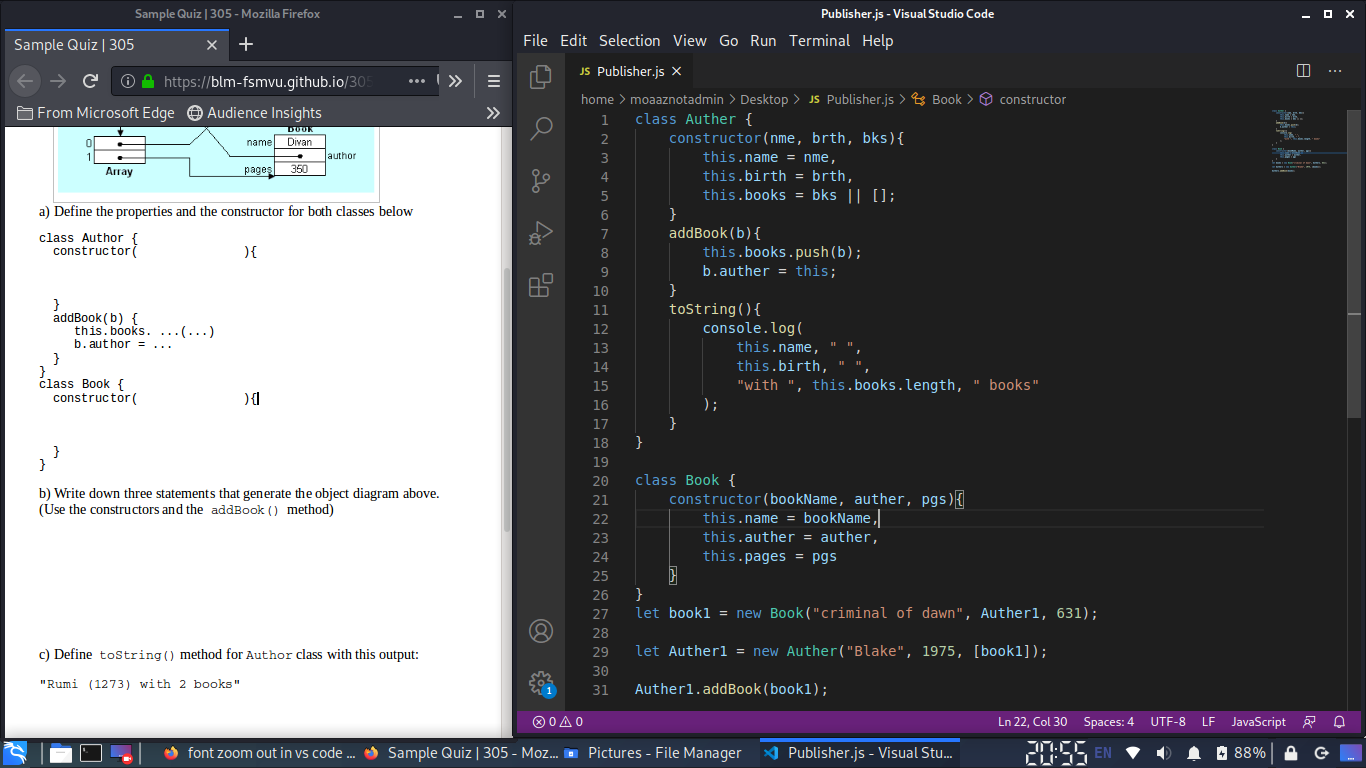 Sample Quiz | 305 - Mozilla Firefox
Sample Quiz | 305
https://blm-fsmvu.github.io/305
From Microsoft Edge
Audience Insights
Book
0
name
Divan
1
author
Array
pages
350
a) Define the properties and the constructor for both classes below
class Author {
constructor( ){
}
addBook(b) {
this.books. ...(...)
b.author = ...
}
}
class Book {
constructor( ){
}
}
b) Write down three statements that generate the object diagram above.
(Use the constructors and the addBook() method)
c) Define toString() method for Author class with this output:
"Rumi (1273) with 2 books"
Publisher.js - Visual Studio Code
File Edit Selection View Go Run Terminal Help
JS Publisher.js
home > moaaznotadmin > Desktop > JS Publisher.js > Book > constructor
1 class Auther {
2 constructor(nme, brth, bks){
3 this.name = nme,
4 this.birth = brth,
5 this.books = bks || [];
6 }
7 addBook(b){
8 this.books.push(b);
9 b.auther = this;
10 }
11 toString(){
12 console.log(
13 this.name, " ",
14 this.birth, " ",
15 "with ", this.books.length, " books"
16 );
17 }
18 }
19
20 class Book {
21 constructor(bookName, auther, pgs){
22 this.name = bookName,
23 this.auther = auther,
24 this.pages = pgs
25 }
26 }
27 let book1 = new Book("criminal of dawn", Auther1, 631);
28
29 let Auther1 = new Auther("Blake", 1975, [book1]);
30
31 Auther1.addBook(book1);
1
0 0
Ln 22, Col 30
Spaces: 4
UTF-8
LF
JavaScript
font zoom out in vs code ...
Sample Quiz | 305 - Moz...
Pictures - File Manager
Publisher.js - Visual Stu...
20:55
EN
88%